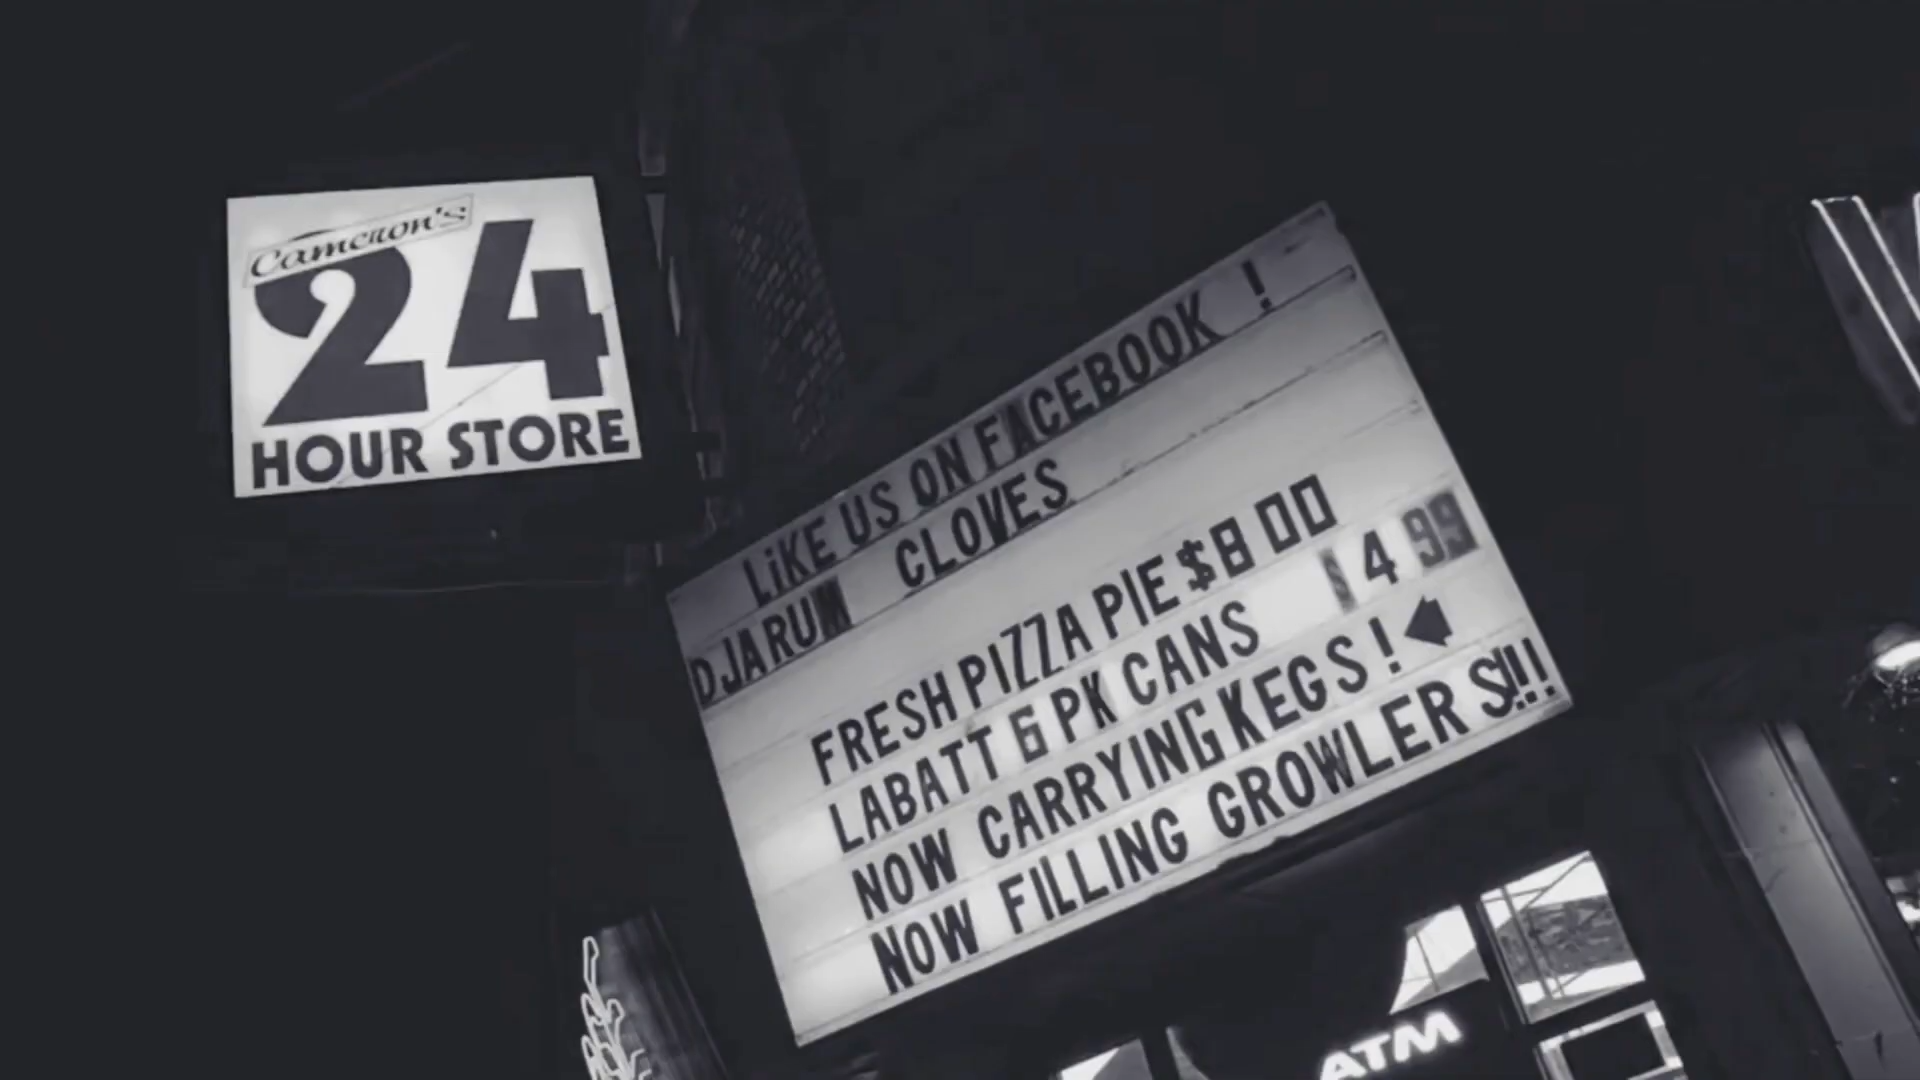 Cameron's
24
HOUR STORE
LiKE US ON FACEBOOK !
DJARUM CLOVES
FRESH PIZZA PIE $8 00
LABATT 6 PK CANS 4 99
NOW CARRYING KEGS !
NOW FILLING GROWLERS!!!
ATM